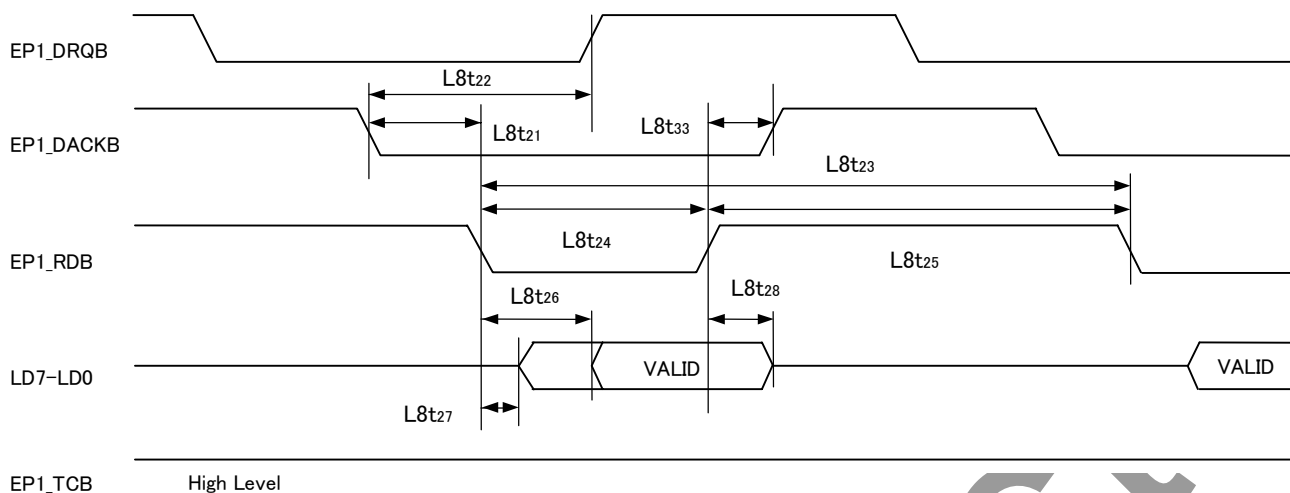 EP1_DRQB
L8t22
L8t21
L8t33
EP1_DACKB
L8t23
L8t24
EP1_RDB
L8t25
L8t26
L8t28
LD7-LD0
VALID
VALID
L8t27
EP1_TCB
High Level